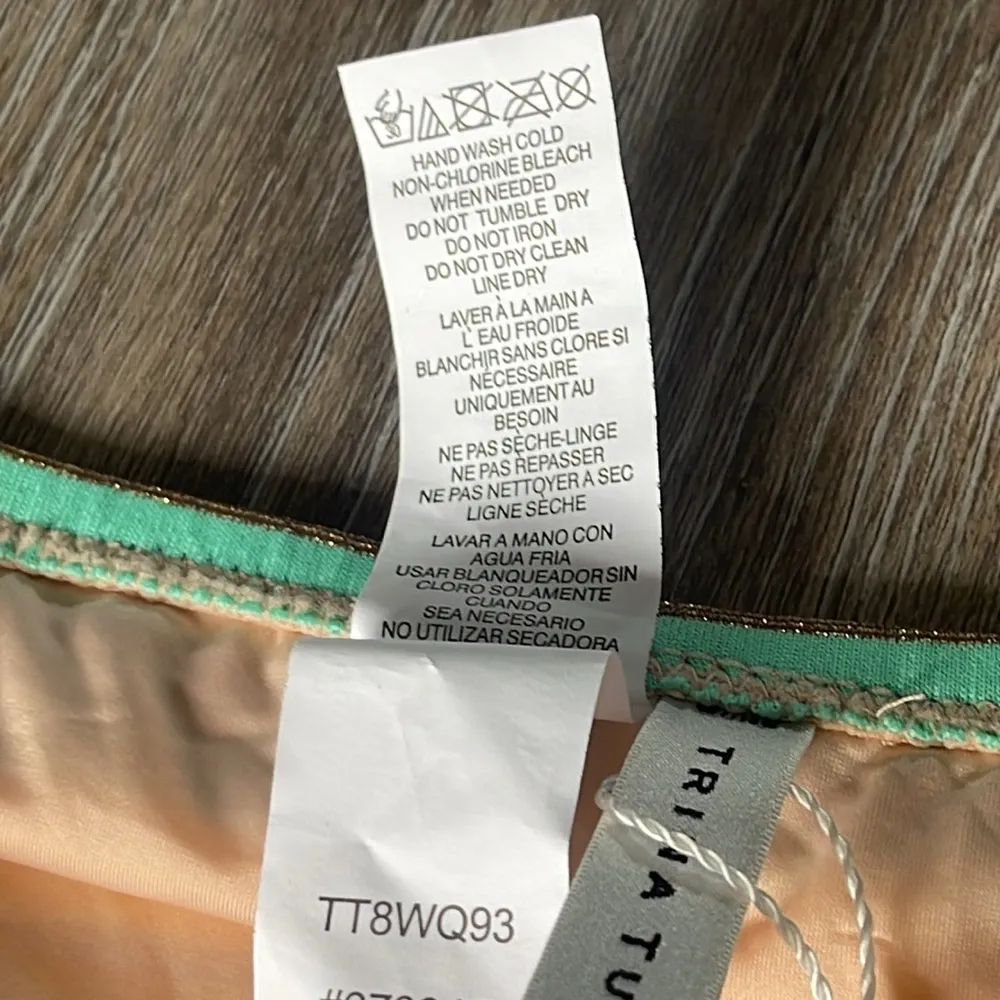 HAND WASH COLD
NON-CHLORINE BLEACH
WHEN NEEDED
DO NOT TUMBLE DRY
DO NOT IRON
DO NOT DRY CLEAN
LINE DRY
LAVER À LA MAIN A
L'EAU FROIDE
BLANCHIR SANS CLORE SI
NÉCESSAIRE
UNIQUEMENT AU
BESOIN
NE PAS SÈCHE-LINGE
NE PAS REPASSER
NE PAS NETTOYER A SEC
LIGNE SÈCHE
LAVAR A MANO CON
AGUA FRIA
USAR BLANQUEADOR SIN
CLORO SOLAMENTE
CUANDO
SEA NECESARIO
NO UTILIZAR SECADORA
TT8WQ93
TRINATU